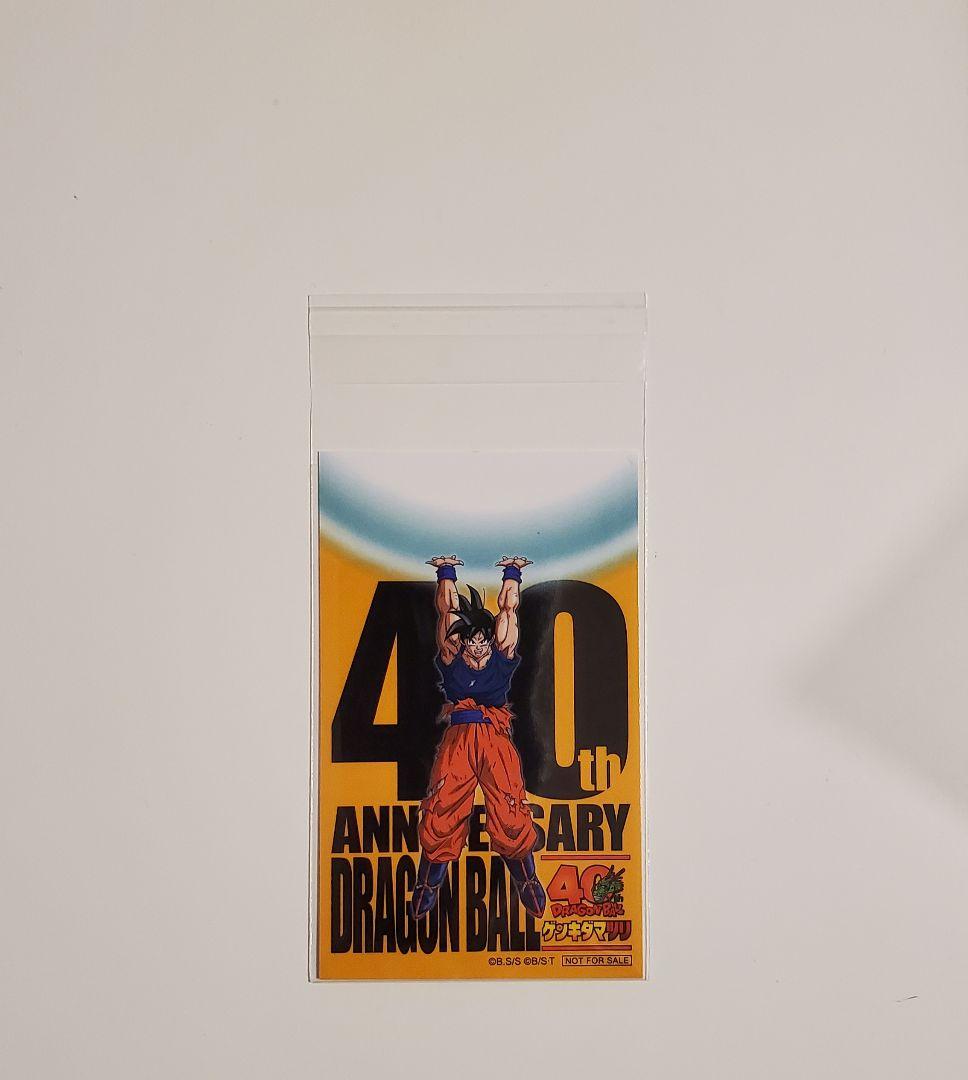 40th
ANNIVERSARY
DRAGON BALL
40th
DRAGON BALL
ゲンキダマツリ
©B.S/S ©B/S·T NOT FOR SALE